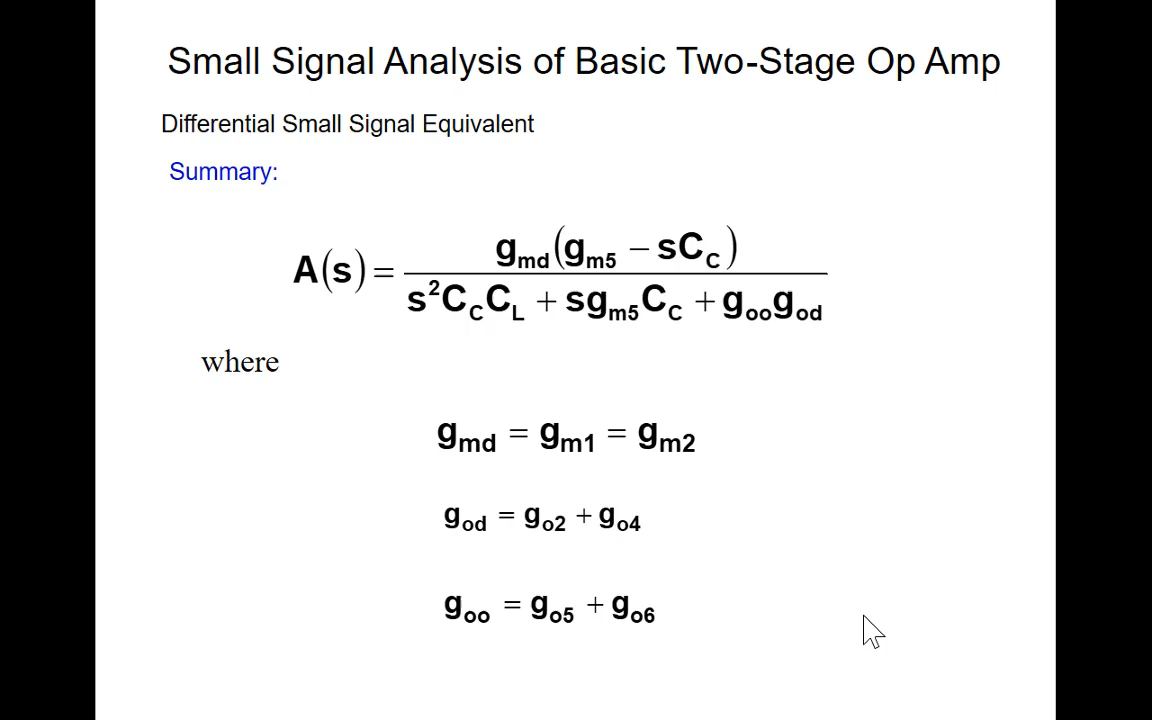 Small Signal Analysis of Basic Two-Stage Op Amp
Differential Small Signal Equivalent
Summary:
A(s) = g_md(g_m5 − sC_C) / (s²C_CC_L + sg_m5C_C + g_oog_od)
where
g_md = g_m1 = g_m2
g_od = g_o2 + g_o4
g_oo = g_o5 + g_o6